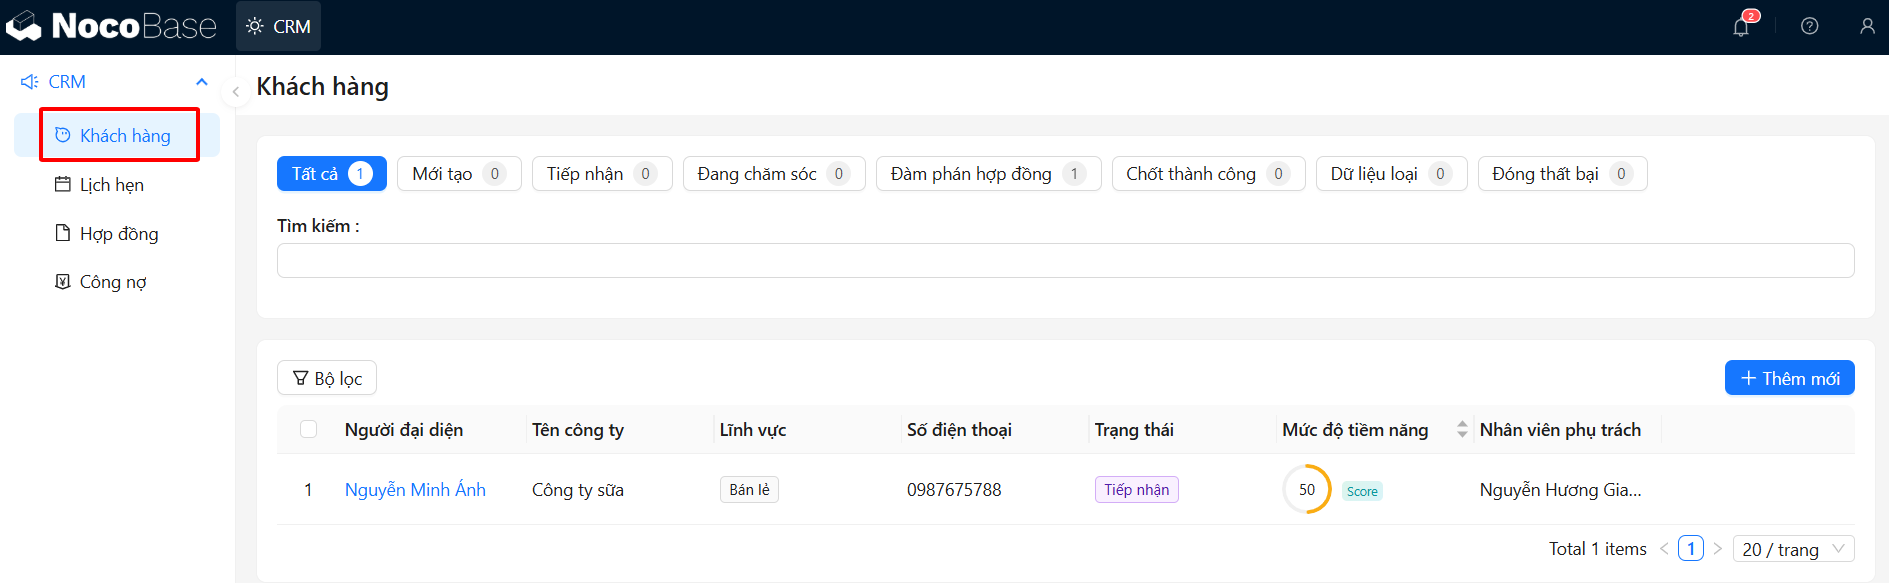 NocoBase CRM 2
CRM
Khách hàng
Lịch hẹn
Hợp đồng
Công nợ
Khách hàng
Tất cả 1 Mới tạo 0 Tiếp nhận 0 Đang chăm sóc 0 Đàm phán hợp đồng 1 Chốt thành công 0 Dữ liệu loại 0 Đóng thất bại 0
Tìm kiếm :
Bộ lọc + Thêm mới
Người đại diện Tên công ty Lĩnh vực Số điện thoại Trạng thái Mức độ tiềm năng Nhân viên phụ trách
1 Nguyễn Minh Ánh Công ty sữa Bán lẻ 0987675788 Tiếp nhận 50 Score Nguyễn Hương Gia...
Total 1 items < 1 > 20 / trang